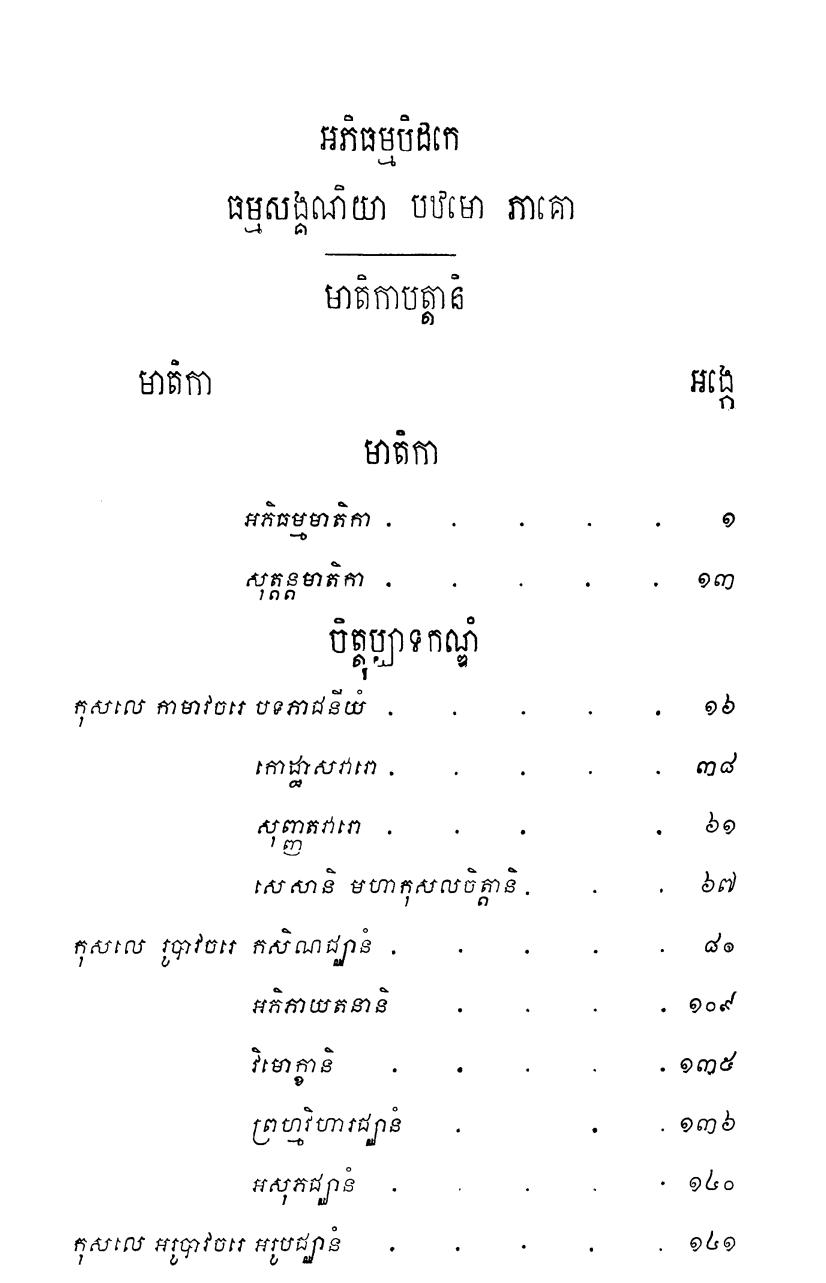 អភិធម្មបិដកេ
ធម្មសង្គណិយា បឋមោ ភាគោ
មាតិកាបត្តានិ
មាតិកា អង្កេ
មាតិកា
អភិធម្មមាតិកា . . . . . ១
សុត្តន្តមាតិកា . . . . . ១៣
ចិត្តុប្បាទកណ្ឌំ
កុសលេ កាមាវចរេ បទភាជនីយំ . . . . . ១៦
កោដ្ឋាសវារោ . . . . . ៣៨
សុញ្ញតវារោ . . . . ៦១
សេសានិ មហាកុសលចិត្តានិ . . . ៦៧
កុសលេ រូបាវចរេ កសិណជ្ឈានំ . . . . . ៨១
អភិភាយតនានិ . . . . ១០៩
វិមោក្ខានិ . . . . . ១៣៥
ព្រហ្មវិហារជ្ឈានំ . . . ១៣៦
អសុភជ្ឈានំ . . . . . ១៤០
កុសលេ អរូបាវចរេ អរូបជ្ឈានំ . . . . . ១៤១